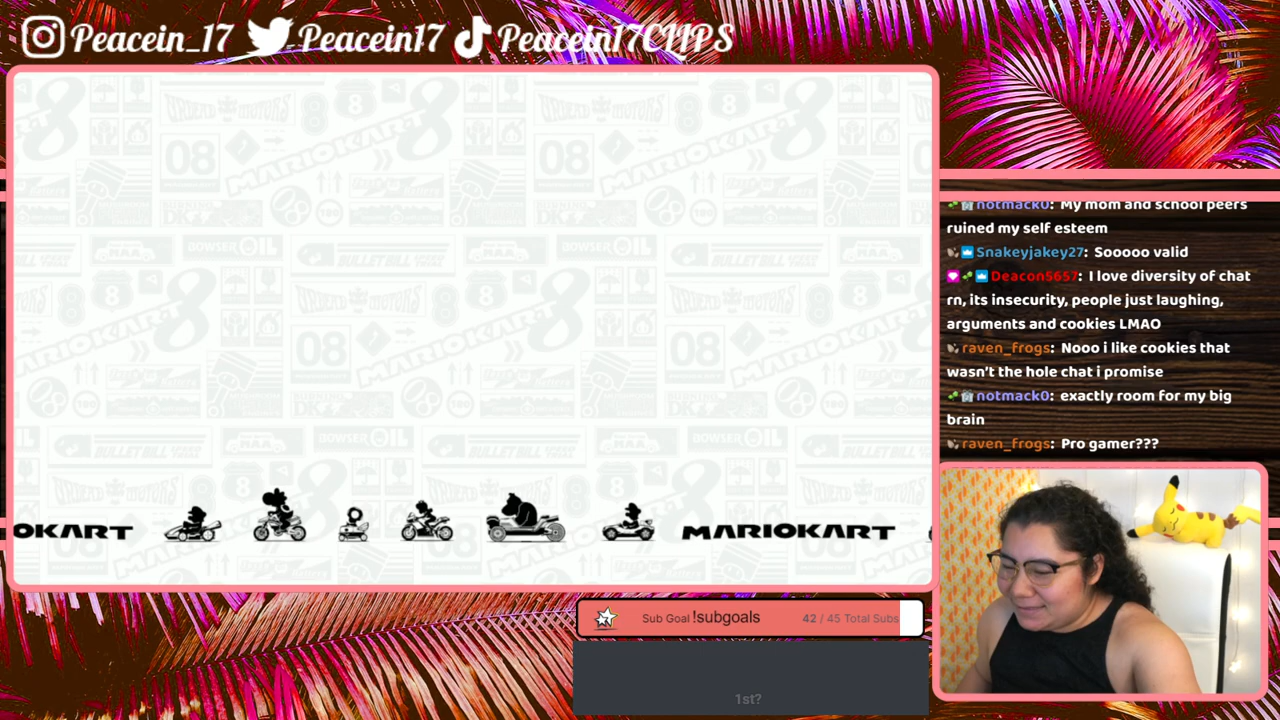 Peacein_17 Peacein17 Peacein17ClIPS
OKART MARIOKART
notmack0: My mom and school peers
ruined my self esteem
Snakeyjakey27: Sooooo valid
Deacon5657: I love diversity of chat
rn, its insecurity, people just laughing,
arguments and cookies LMAO
raven_frogs: Nooo i like cookies that
wasn't the hole chat i promise
notmack0: exactly room for my big
brain
raven_frogs: Pro gamer???
Sub Goal !subgoals 42 / 45 Total Subs
1st?